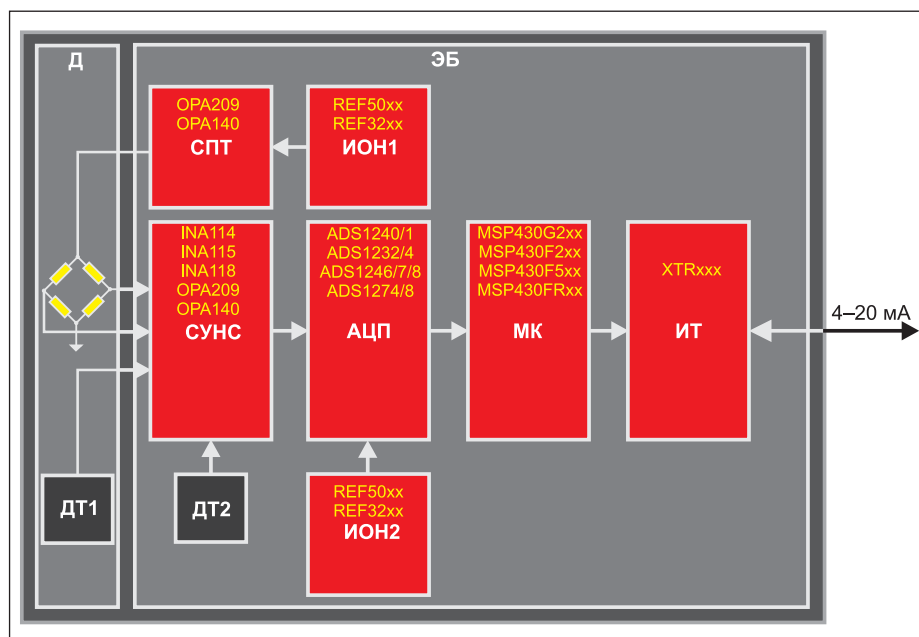 Д
ЭБ
OPA209
OPA140
СПТ
REF50xx
REF32xx
ИОН1
INA114
INA115
INA118
OPA209
OPA140
СУНС
ADS1240/1
ADS1232/4
ADS1246/7/8
ADS1274/8
АЦП
MSP430G2xx
MSP430F2xx
MSP430F5xx
MSP430FRxx
МК
XTRxxx
ИТ
4–20 мА
ДТ1
ДТ2
REF50xx
REF32xx
ИОН2